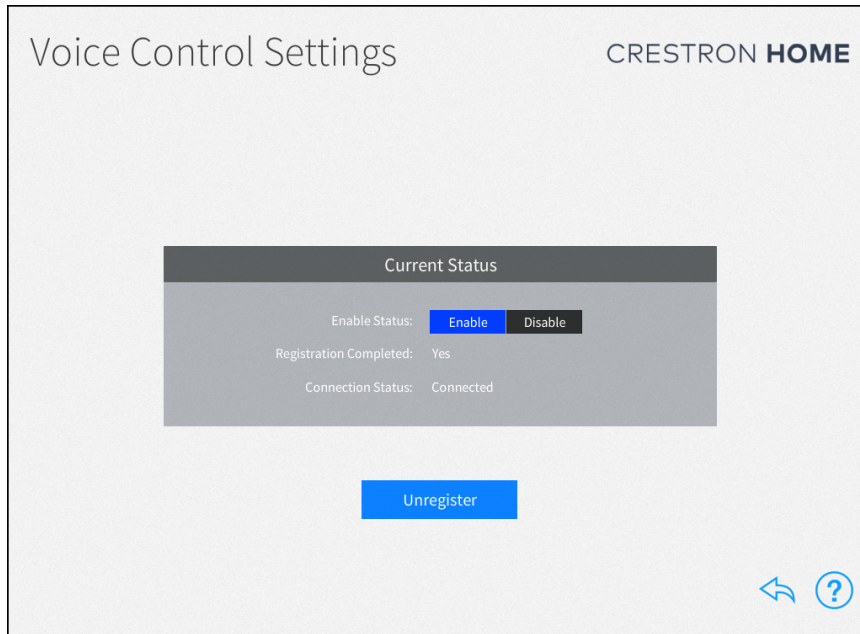 Voice Control Settings
CRESTRON HOME
Current Status
Enable Status: Enable Disable
Registration Completed: Yes
Connection Status: Connected
Unregister
?